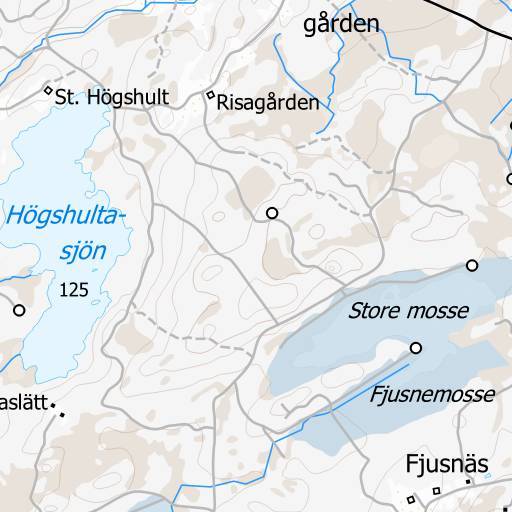 gården
St. Högshult
Risagården
Högshulta-
sjön
125
Store mosse
Fjusnemosse
aslätt
Fjusnäs